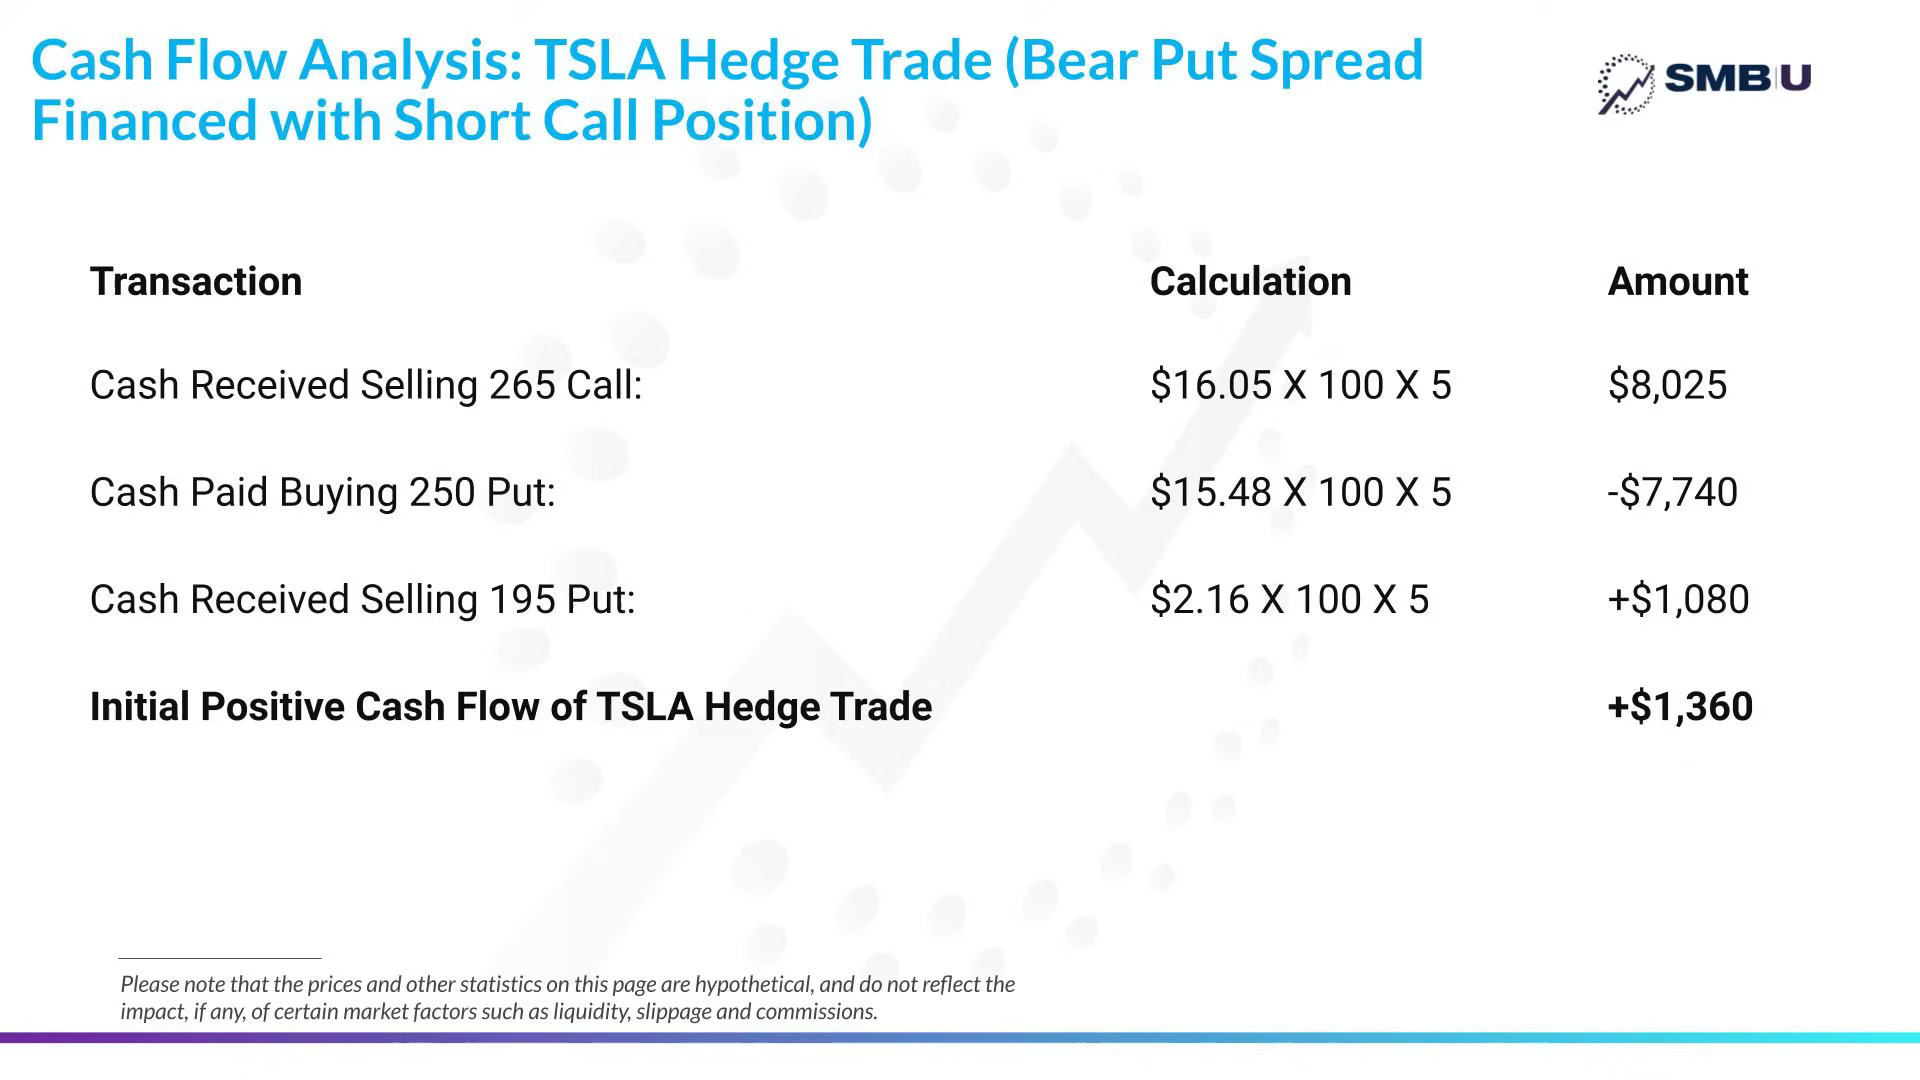 Cash Flow Analysis: TSLA Hedge Trade (Bear Put Spread
Financed with Short Call Position)
SMB U
Transaction Calculation Amount
Cash Received Selling 265 Call: $16.05 X 100 X 5 $8,025
Cash Paid Buying 250 Put: $15.48 X 100 X 5 -$7,740
Cash Received Selling 195 Put: $2.16 X 100 X 5 +$1,080
Initial Positive Cash Flow of TSLA Hedge Trade +$1,360
Please note that the prices and other statistics on this page are hypothetical, and do not reflect the
impact, if any, of certain market factors such as liquidity, slippage and commissions.